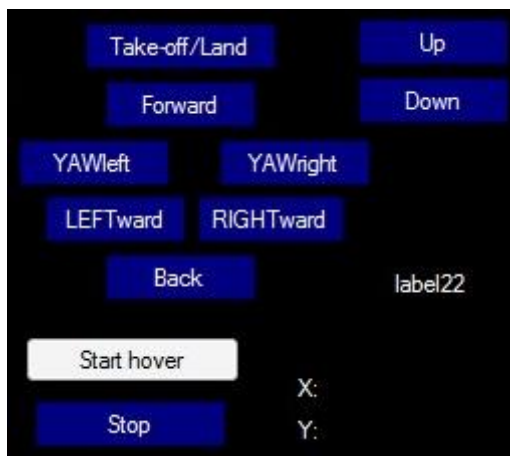 Take-off/Land
Up
Forward
Down
YAWleft
YAWright
LEFTward
RIGHTward
Back
label22
Start hover
X:
Stop
Y: